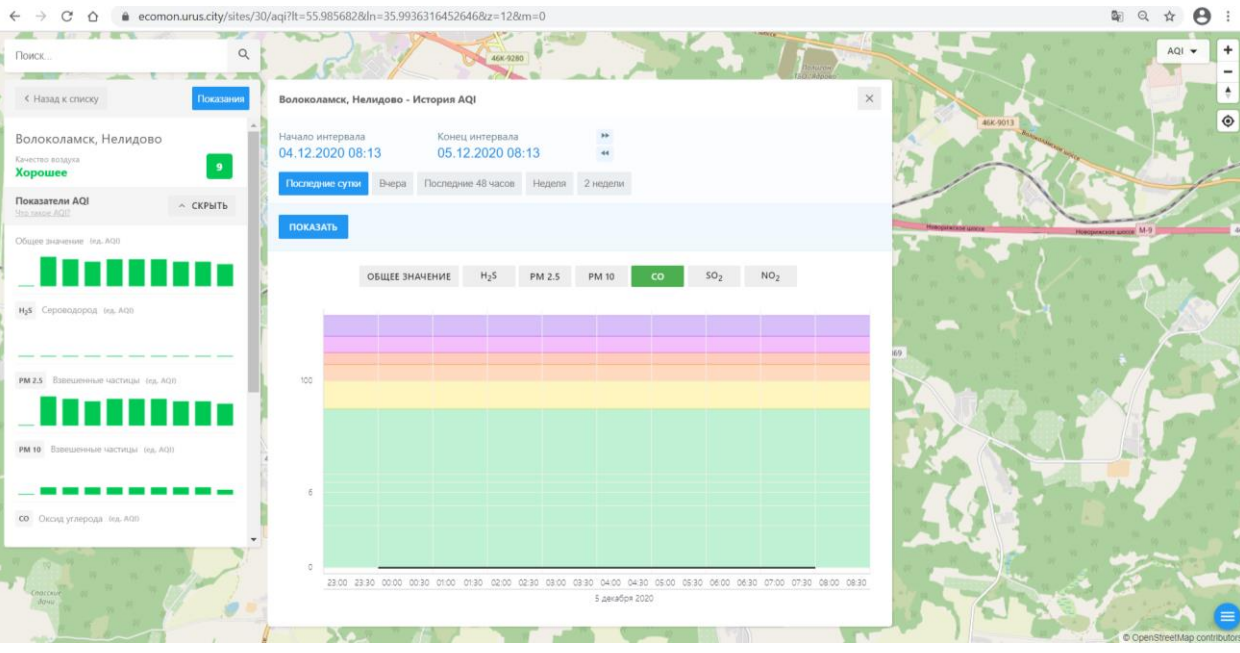 ecomon.urus.city/sites/30/aqi?lt=55.985682&ln=35.99363164526468&z=12&m=0
Поиск...
46К-9280
AQI
< Назад к списку
Показания
Волоколамск, Нелидово
Качество воздуха
Хорошее
9
Показатели AQI
Что такое AQI?
СКРЫТЬ
Общее значение (ед. AQI)
H₂S Сероводород (ед. AQI)
PM 2.5 Взвешенные частицы (ед. AQI)
PM 10 Взвешенные частицы (ед. AQI)
CO Оксид углерода (ед. AQI)
Волоколамск, Нелидово - История AQI
Начало интервала
Конец интервала
04.12.2020 08:13
05.12.2020 08:13
Последние сутки Вчера Последние 48 часов Неделя 2 недели
ПОКАЗАТЬ
ОБЩЕЕ ЗНАЧЕНИЕ H₂S PM 2.5 PM 10 CO SO₂ NO₂
100
6
0
23:00 23:30 00:00 00:30 01:00 01:30 02:00 02:30 03:00 03:30 04:00 04:30 05:00 05:30 06:00 06:30 07:00 07:30 08:00 08:30
5 декабря 2020
46К-9013
Волоколамское шоссе
Новорижское шоссе
Новорижское шоссе
М-9
Спасские
дачи
© OpenStreetMap contributors